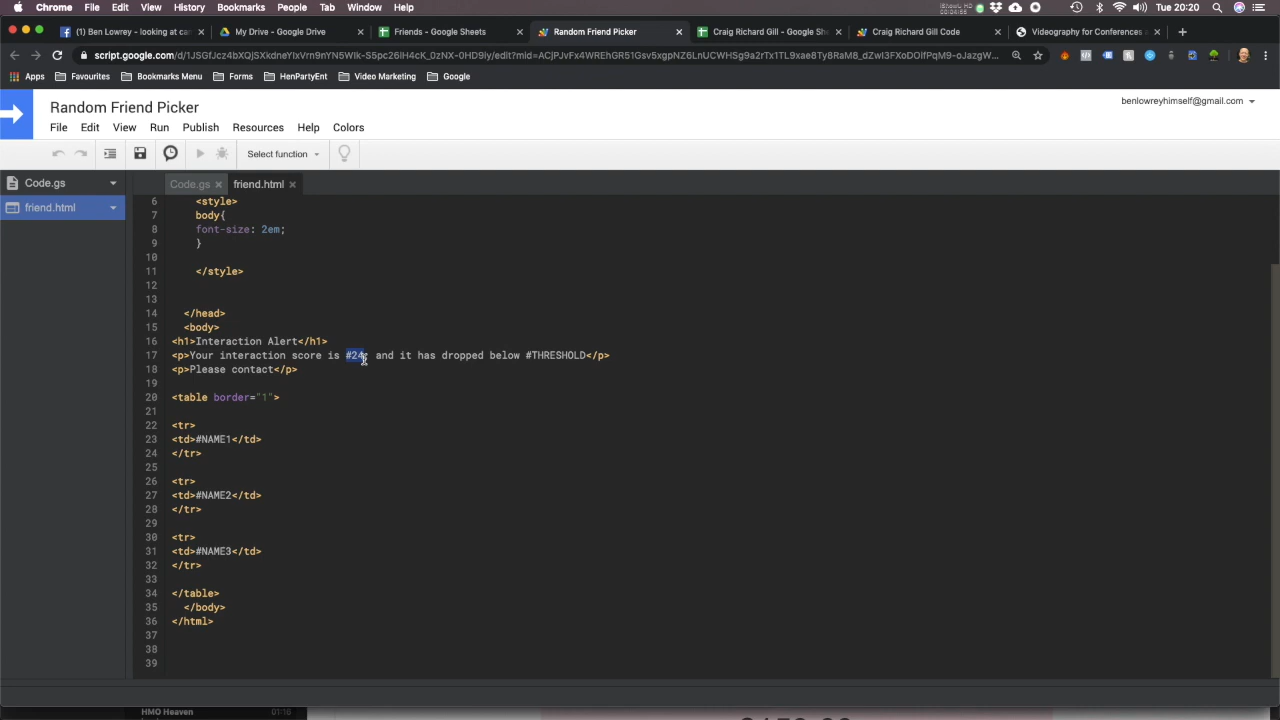 Chrome File Edit View History Bookmarks People Tab Window Help Tue 20:20
(1) Ben Lowrey - looking at ca
My Drive - Google Drive
Friends - Google Sheets
Random Friend Picker
Craig Richard Gill - Google She
Craig Richard Gill Code
Videography for Conferences
Apps Favourites Bookmarks Menu Forms HenPartyEnt Video Marketing Google
Random Friend Picker
benlowreyhimself@gmail.com
File Edit View Run Publish Resources Help Colors
Select function
Code.gs
Code.gs
friend.html
friend.html
6 <style>
7 body{
8 font-size: 2em;
9 }
10
11 </style>
12
13
14 </head>
15 <body>
16 <h1>Interaction Alert</h1>
17 <p>Your interaction score is #24; and it has dropped below #THRESHOLD</p>
18 <p>Please contact</p>
19
20 <table border="1">
21
22 <tr>
23 <td>#NAME1</td>
24 </tr>
25
26 <tr>
27 <td>#NAME2</td>
28 </tr>
29
30 <tr>
31 <td>#NAME3</td>
32 </tr>
33
34 </table>
35 </body>
36 </html>
37
38
39
HMO Heaven 01:16